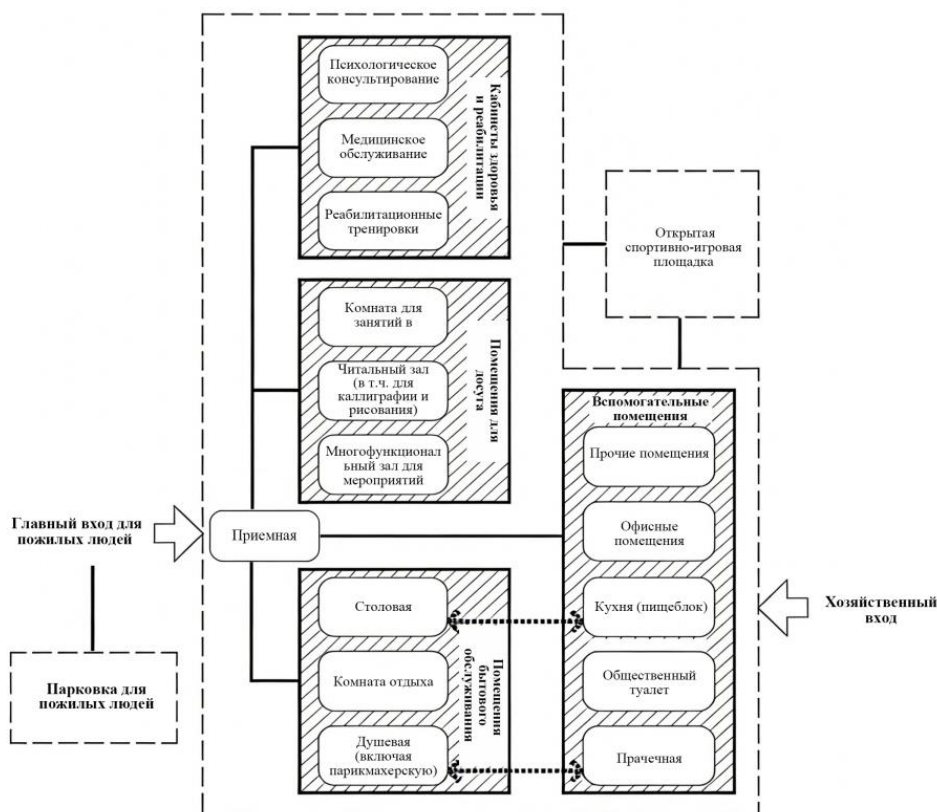 Психологическое
консультирование
Медицинское
обслуживание
Реабилитационные
тренировки
Кабинеты здоровья
и реабилитации
Открытая
спортивно-игровая
площадка
Комната для
занятий в
Читальный зал
(в т.ч. для
каллиграфии и
рисования)
Многофункционал
ьный зал для
мероприятий
Помещения для
досуга
Вспомогательные
помещения
Прочие помещения
Офисные
помещения
Кухня (пищеблок)
Общественный
туалет
Прачечная
Главный вход для
пожилых людей
Приемная
Столовая
Комната отдыха
Душевая
(включая
парикмахерскую)
Помещения
бытового
обслуживания
Хозяйственный
вход
Парковка для
пожилых людей